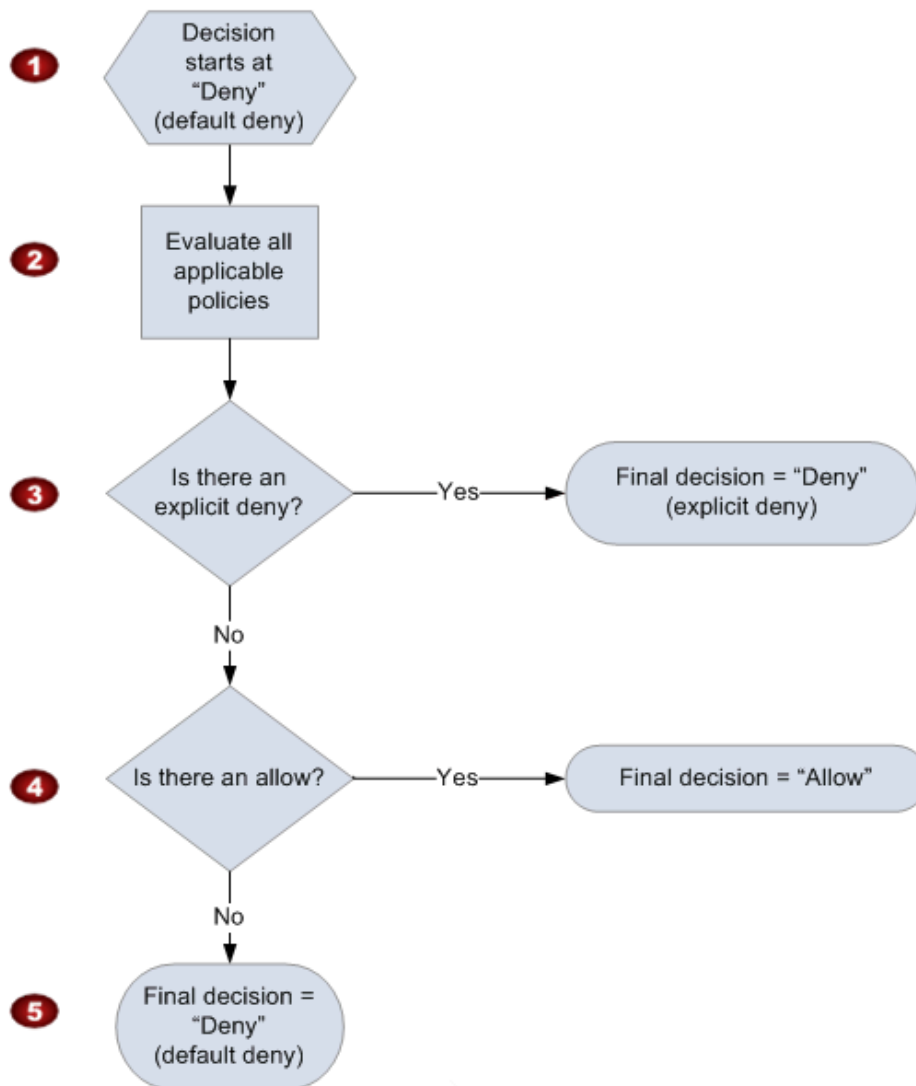 1
Decision
starts at
“Deny”
(default deny)
2
Evaluate all
applicable
policies
3
Is there an
explicit deny?
Yes
Final decision = “Deny”
(explicit deny)
No
4
Is there an allow?
Yes
Final decision = “Allow”
No
5
Final decision =
“Deny”
(default deny)